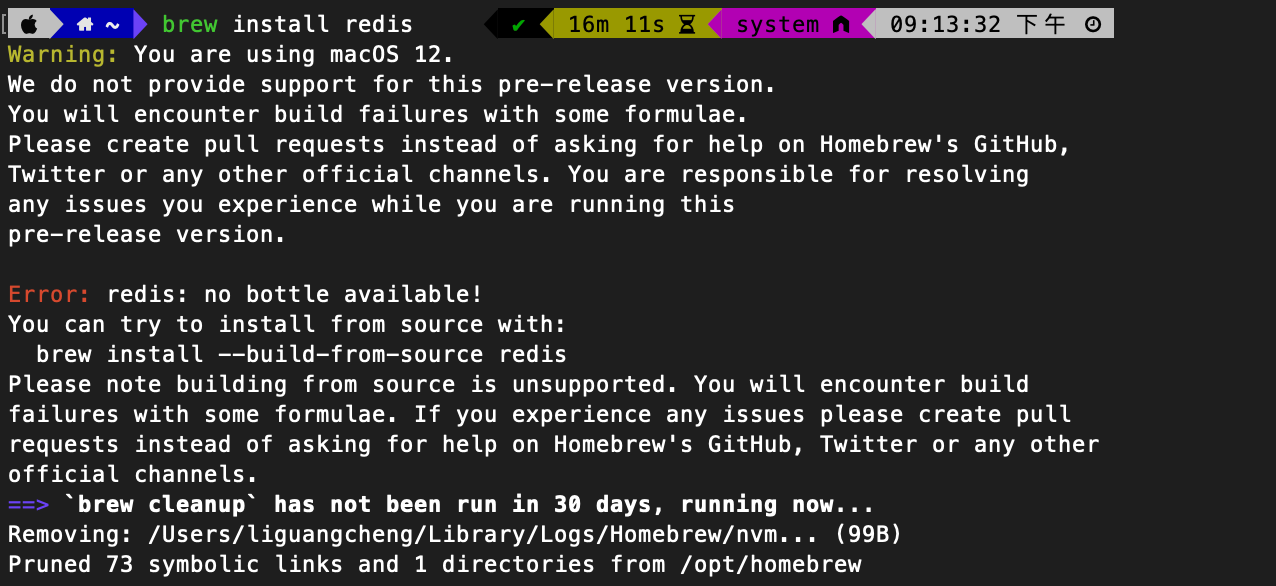 ~ brew install redis ✔ 16m 11s system 09:13:32 下午
Warning: You are using macOS 12.
We do not provide support for this pre-release version.
You will encounter build failures with some formulae.
Please create pull requests instead of asking for help on Homebrew's GitHub,
Twitter or any other official channels. You are responsible for resolving
any issues you experience while you are running this
pre-release version.
Error: redis: no bottle available!
You can try to install from source with:
brew install --build-from-source redis
Please note building from source is unsupported. You will encounter build
failures with some formulae. If you experience any issues please create pull
requests instead of asking for help on Homebrew's GitHub, Twitter or any other
official channels.
==> `brew cleanup` has not been run in 30 days, running now...
Removing: /Users/liguangcheng/Library/Logs/Homebrew/nvm... (99B)
Pruned 73 symbolic links and 1 directories from /opt/homebrew